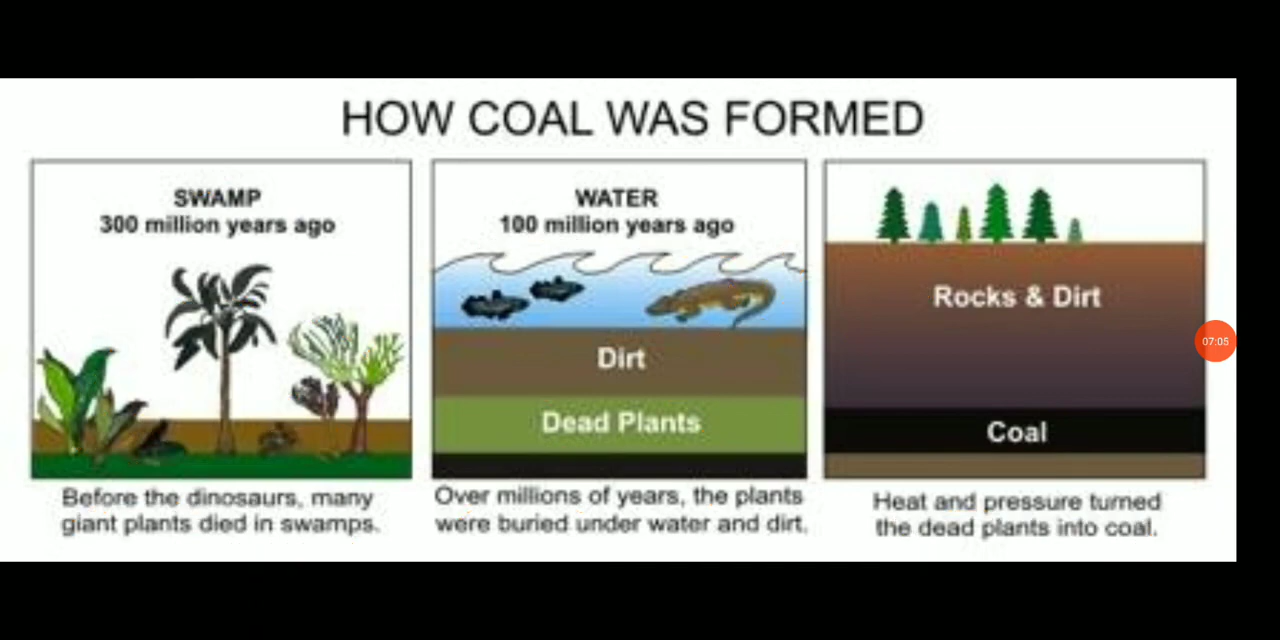 HOW COAL WAS FORMED
SWAMP
300 million years ago
Before the dinosaurs, many
giant plants died in swamps.
WATER
100 million years ago
Dirt
Dead Plants
Over millions of years, the plants
were buried under water and dirt.
Rocks & Dirt
Coal
Heat and pressure turned
the dead plants into coal.
07:05